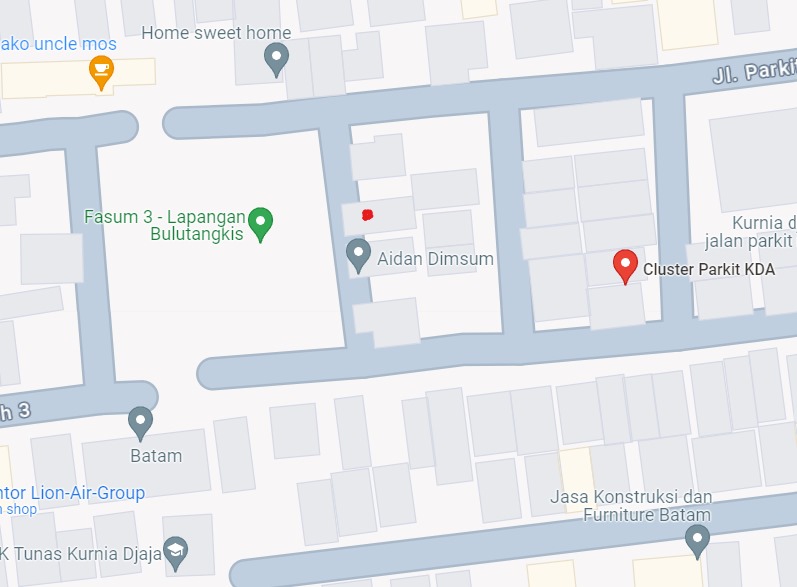 ako uncle mos
Home sweet home
Jl. Parkit
Fasum 3 - Lapangan
Bulutangkis
Kurnia d
jalan parkit
Aidan Dimsum
Cluster Parkit KDA
h 3
Batam
ntor Lion-Air-Group
n shop
Jasa Konstruksi dan
Furniture Batam
K Tunas Kurnia Djaja